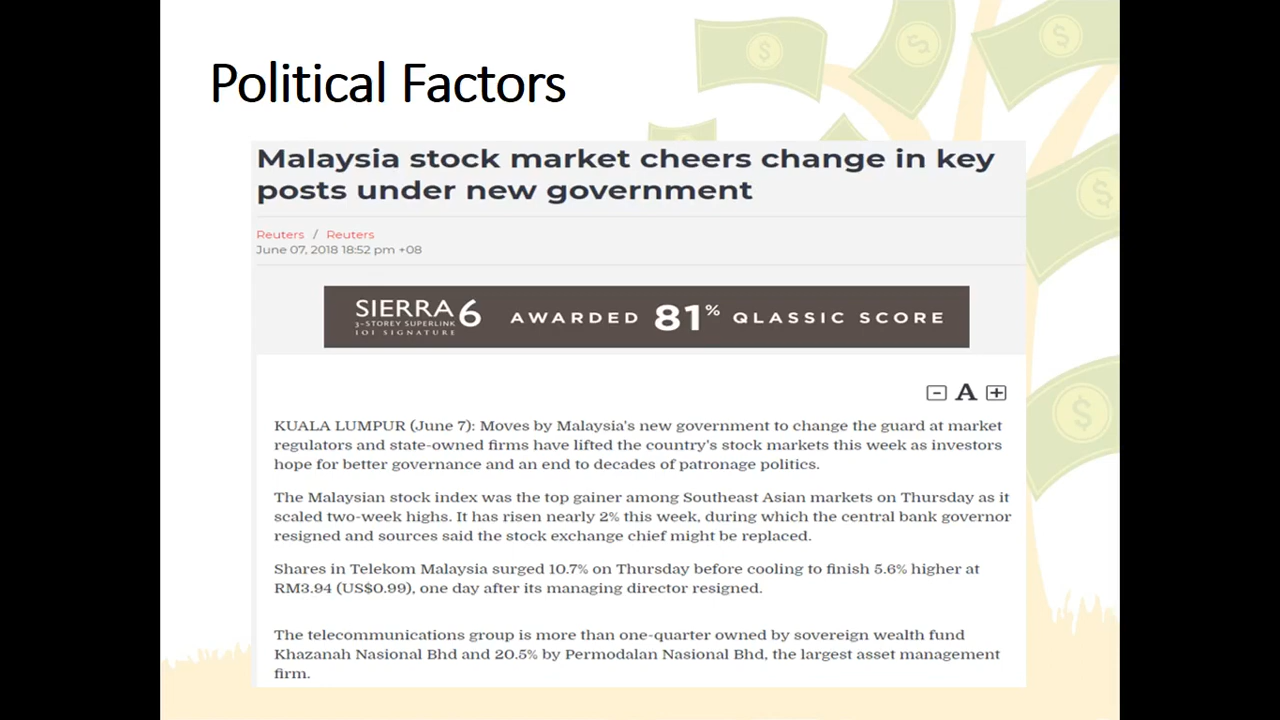 Political Factors
Malaysia stock market cheers change in key
posts under new government
Reuters / Reuters
June 07, 2018 18:52 pm +08
SIERRA 6
3-STOREY SUPERLINK
IOI SIGNATURE
AWARDED 81% QLASSIC SCORE
- A +
KUALA LUMPUR (June 7): Moves by Malaysia's new government to change the guard at market
regulators and state-owned firms have lifted the country's stock markets this week as investors
hope for better governance and an end to decades of patronage politics.
The Malaysian stock index was the top gainer among Southeast Asian markets on Thursday as it
scaled two-week highs. It has risen nearly 2% this week, during which the central bank governor
resigned and sources said the stock exchange chief might be replaced.
Shares in Telekom Malaysia surged 10.7% on Thursday before cooling to finish 5.6% higher at
RM3.94 (US$0.99), one day after its managing director resigned.
The telecommunications group is more than one-quarter owned by sovereign wealth fund
Khazanah Nasional Bhd and 20.5% by Permodalan Nasional Bhd, the largest asset management
firm.